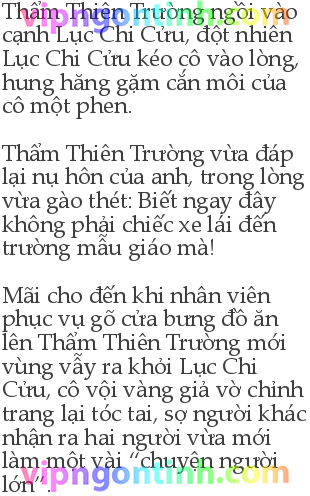 Thẩm Thiên Trường ngồi vào
cạnh Lục Chi Cửu, đột nhiên
Lục Chi Cửu kéo cô vào lòng,
hung hăng gặm cắn môi của
cô một phen.
Thẩm Thiên Trường vừa đáp
lại nụ hôn của anh, trong lòng
vừa gào thét: Biết ngay đây
không phải chiếc xe lái đến
trường mẫu giáo mà!
Mãi cho đến khi nhân viên
phục vụ gõ cửa bưng đồ ăn
lên Thẩm Thiên Trường mới
vùng vẫy ra khỏi Lục Chi
Cửu, cô vội vàng giả vờ chỉnh
trang lại tóc tai, sợ người khác
nhận ra hai người vừa mới
làm một vài “chuyện người
lớn”.
vipngontinh.com
vipngontinh.com